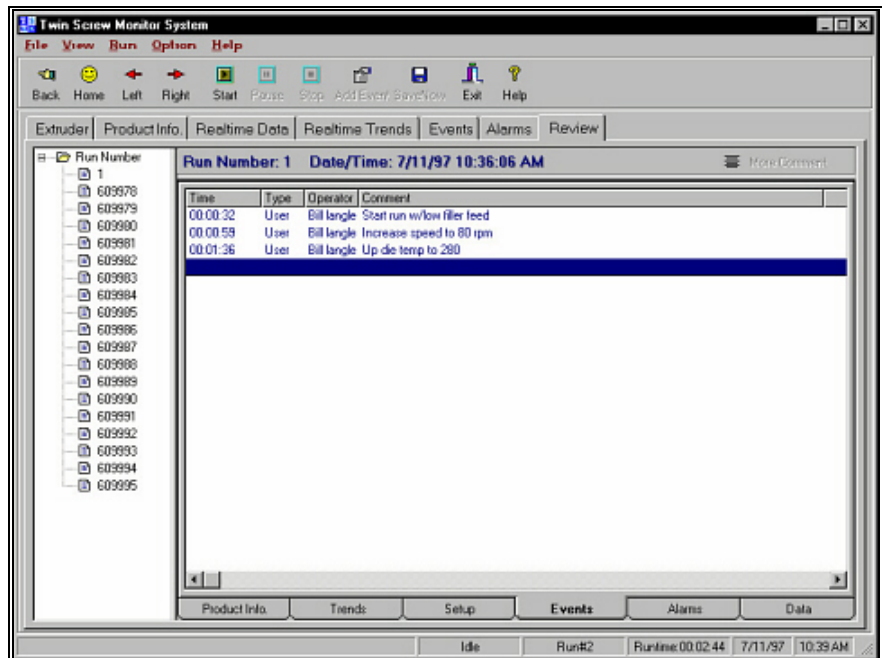 Twin Screw Monitor System
File View Run Option Help
Back Home Left Right Start Pause Stop Add Event SaveNow Exit Help
Extruder Product Info. Realtime Data Realtime Trends Events Alarms Review
Run Number
1
609978
609979
609980
609981
609982
609983
609984
609985
609986
609987
609988
609989
609990
609991
609992
609993
609994
609995
Run Number: 1 Date/Time: 7/11/97 10:36:06 AM More Comment
Time Type Operator Comment
00:00:32 User Bill langle Start run w/low filler feed
00:00:59 User Bill langle Increase speed to 80 rpm
00:01:36 User Bill langle Up die temp to 280
Product Info. Trends Setup Events Alarms Data
Idle Run#2 Runtime:00:02:44 7/11/97 10:39 AM